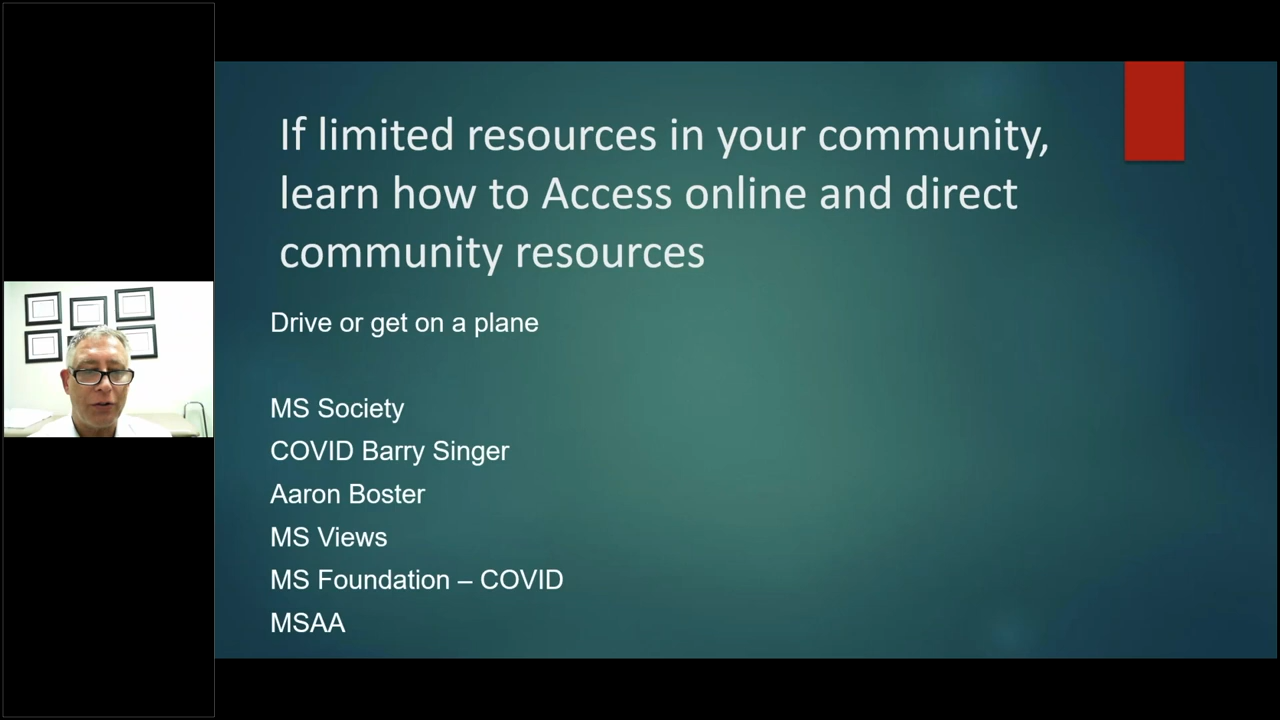 If limited resources in your community,
learn how to Access online and direct
community resources
Drive or get on a plane
MS Society
COVID Barry Singer
Aaron Boster
MS Views
MS Foundation – COVID
MSAA